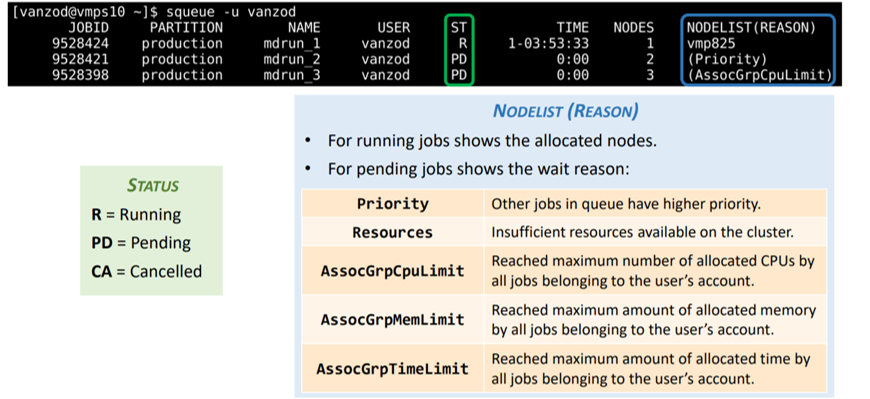 [vanzod@vmps10 ~]$ squeue -u vanzod
JOBID PARTITION NAME USER ST TIME NODES NODELIST(REASON)
9528424 production mdrun_1 vanzod R 1-03:53:33 1 vmp825
9528421 production mdrun_2 vanzod PD 0:00 2 (Priority)
9528398 production mdrun_3 vanzod PD 0:00 3 (AssocGrpCpuLimit)
STATUS
R = Running
PD = Pending
CA = Cancelled
NODELIST (REASON)
• For running jobs shows the allocated nodes.
• For pending jobs shows the wait reason:
Priority Other jobs in queue have higher priority.
Resources Insufficient resources available on the cluster.
AssocGrpCpuLimit Reached maximum number of allocated CPUs by
all jobs belonging to the user's account.
AssocGrpMemLimit Reached maximum amount of allocated memory
by all jobs belonging to the user's account.
AssocGrpTimeLimit Reached maximum amount of allocated time by
all jobs belonging to the user's account.